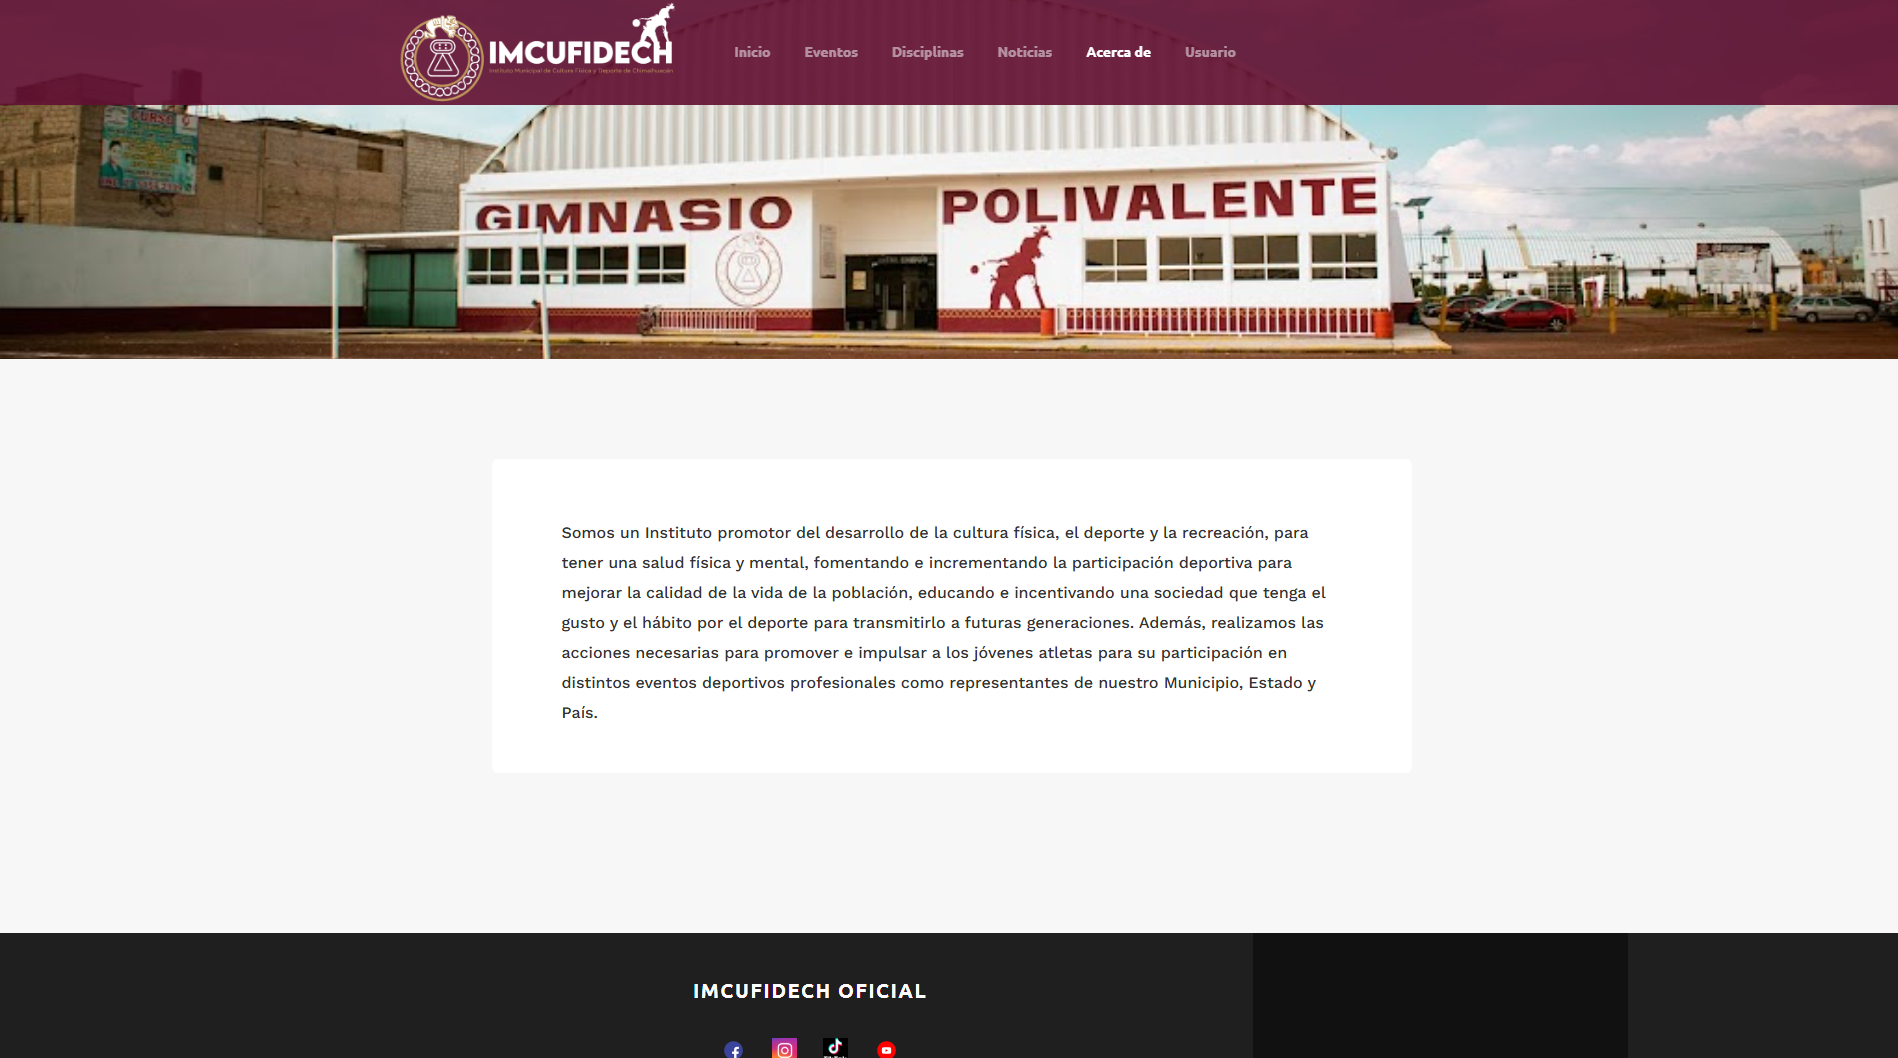 IMCUFIDECH
Instituto Municipal de Cultura Física y Deporte de Chimalhuacán
Inicio
Eventos
Disciplinas
Noticias
Acerca de
Usuario
CURSO
GIMNASIO
POLIVALENTE
Somos un Instituto promotor del desarrollo de la cultura física, el deporte y la recreación, para
tener una salud física y mental, fomentando e incrementando la participación deportiva para
mejorar la calidad de la vida de la población, educando e incentivando una sociedad que tenga el
gusto y el hábito por el deporte para transmitirlo a futuras generaciones. Además, realizamos las
acciones necesarias para promover e impulsar a los jóvenes atletas para su participación en
distintos eventos deportivos profesionales como representantes de nuestro Municipio, Estado y
País.
IMCUFIDECH OFICIAL